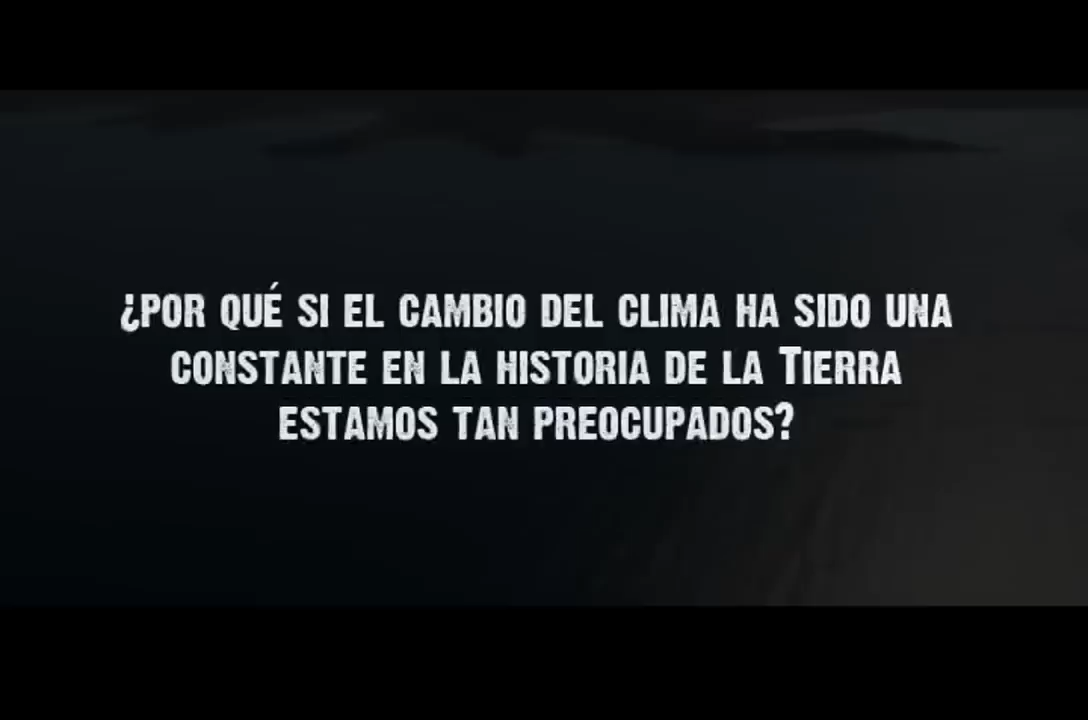 ¿POR QUÉ SI EL CAMBIO DEL CLIMA HA SIDO UNA
CONSTANTE EN LA HISTORIA DE LA TIERRA
ESTAMOS TAN PREOCUPADOS?